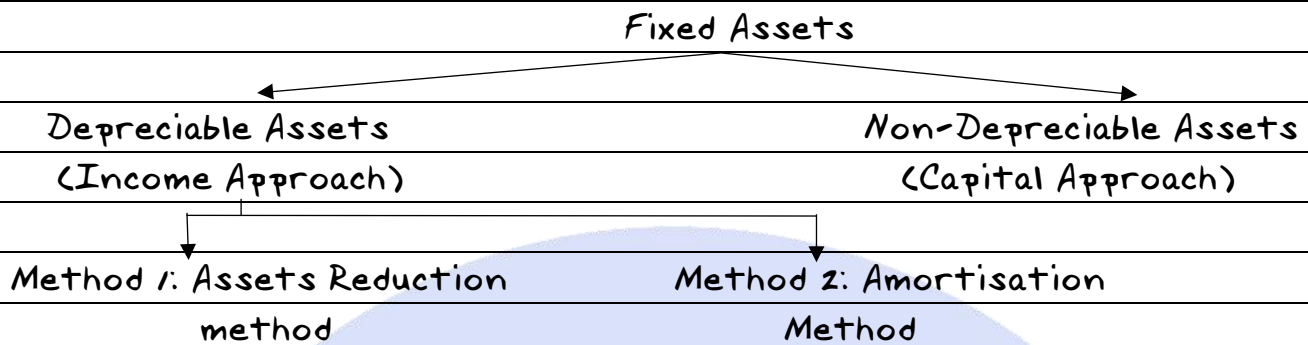 Fixed Assets
Depreciable Assets Non-Depreciable Assets
(Income Approach) (Capital Approach)
Method 1: Assets Reduction Method 2: Amortisation
method Method